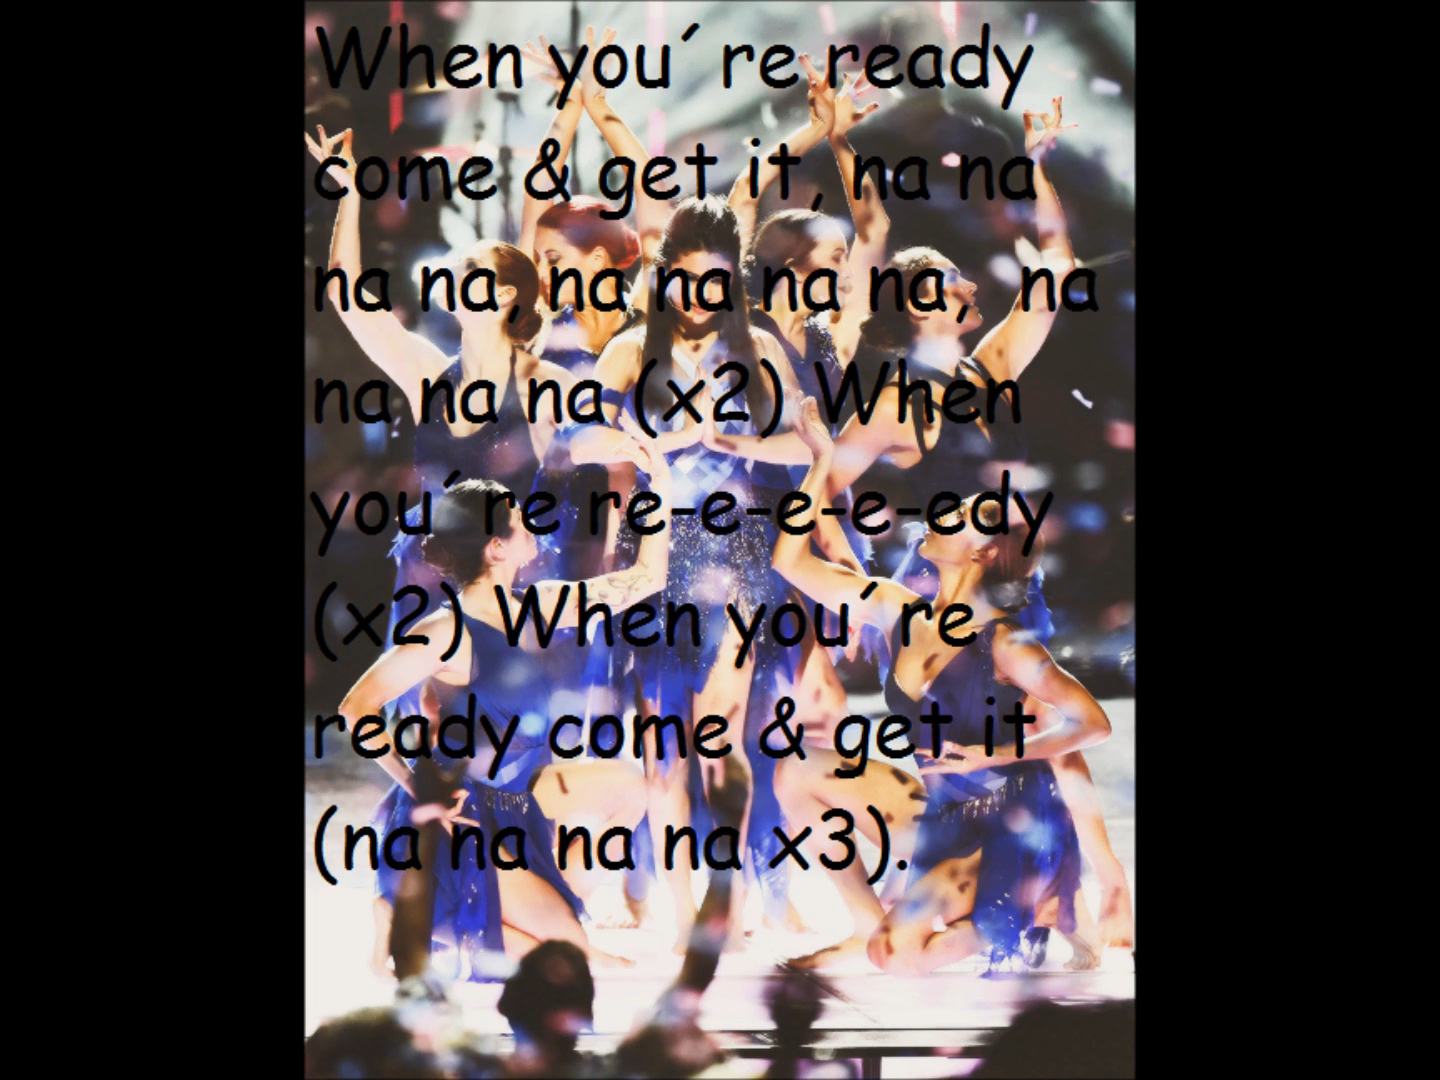 When you´re ready
come & get it, na na
na na, na na na na, na
na na na (x2) When
you´re re-e-e-e-edy
(x2) When you´re
ready come & get it
(na na na na x3).